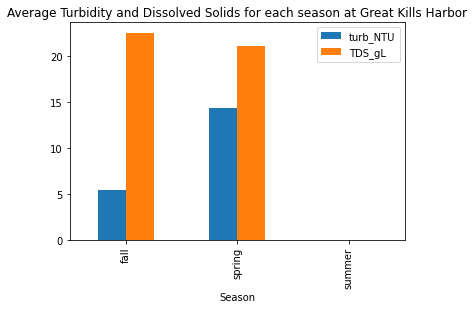 Average Turbidity and Dissolved Solids for each season at Great Kills Harbor
turb_NTU
TDS_gL
20
15
10
5
0
fall
spring
summer
Season